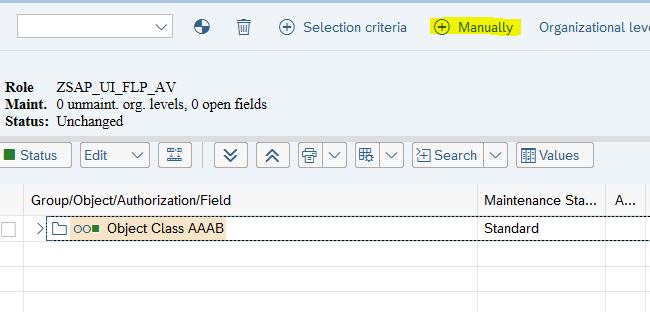 Selection criteria Manually Organizational leve
Role ZSAP_UI_FLP_AV
Maint. 0 unmaint. org. levels, 0 open fields
Status: Unchanged
Status Edit Search Values
Group/Object/Authorization/Field Maintenance Sta... A...
Object Class AAAB Standard